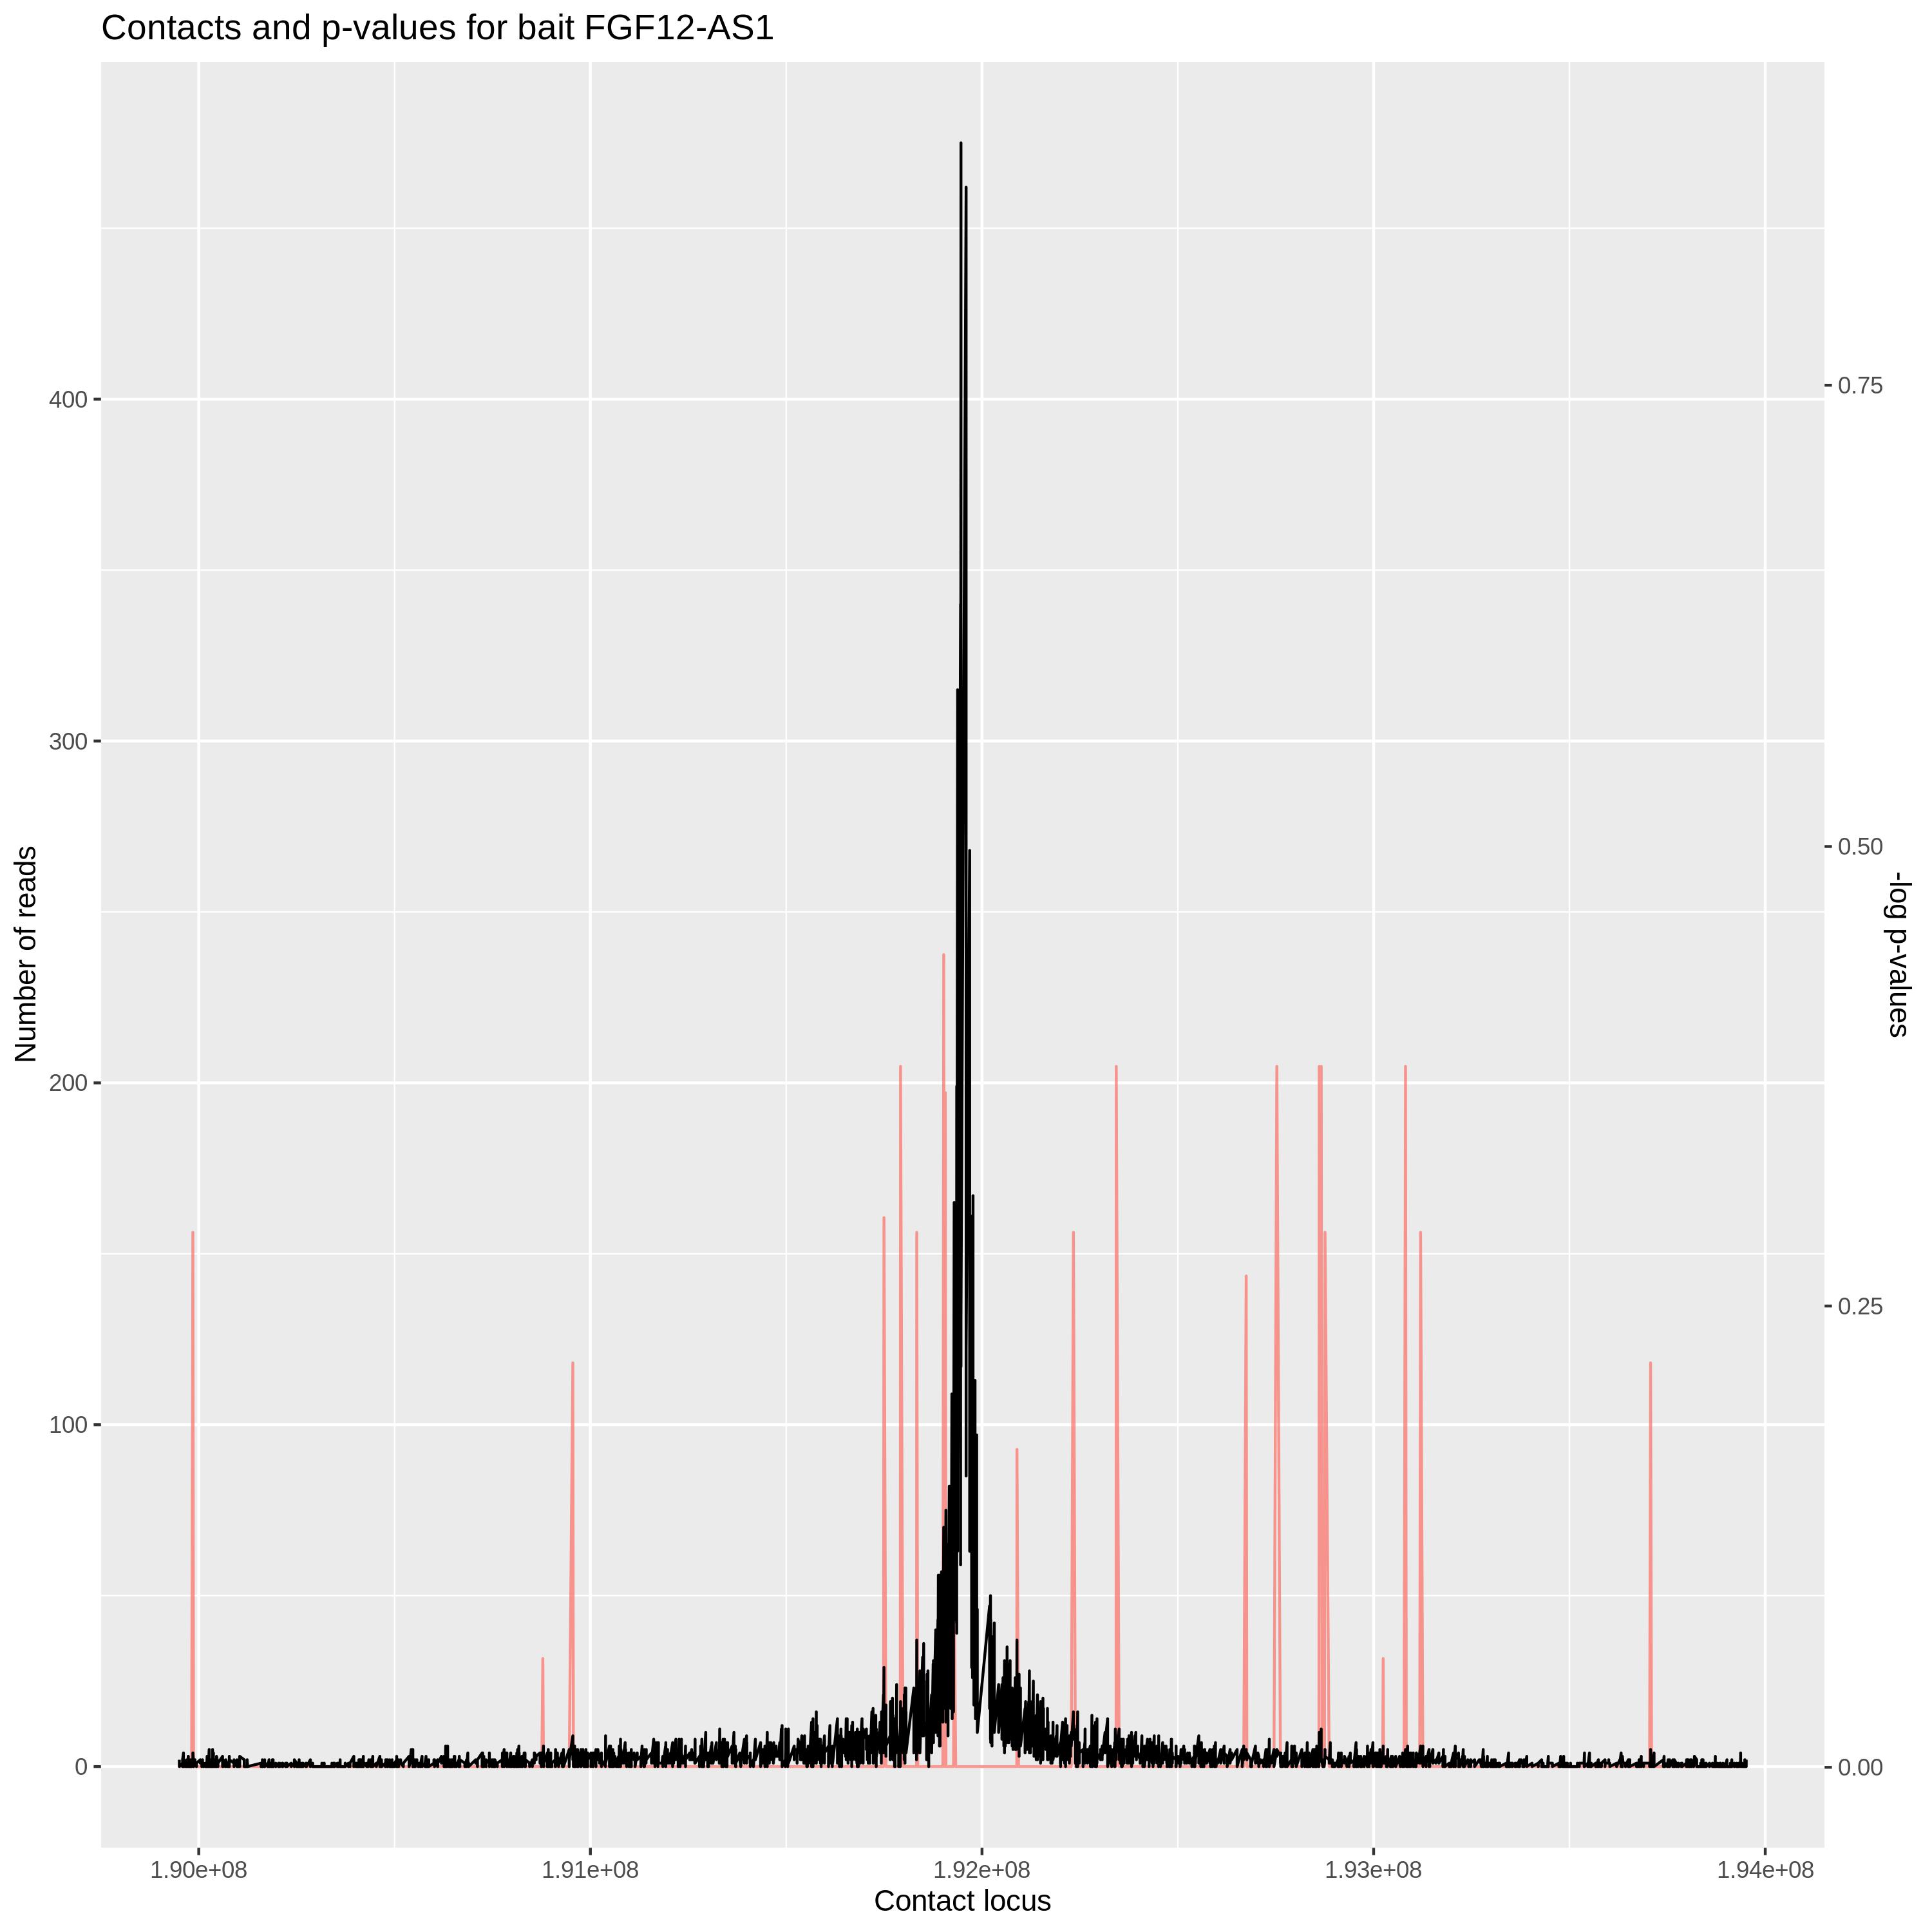 Contacts and p-values for bait FGF12-AS1
Number of reads
400
300
200
100
0
0.75
0.50
0.25
0.00
-log p-values
1.90e+08
1.91e+08
1.92e+08
1.93e+08
1.94e+08
Contact locus